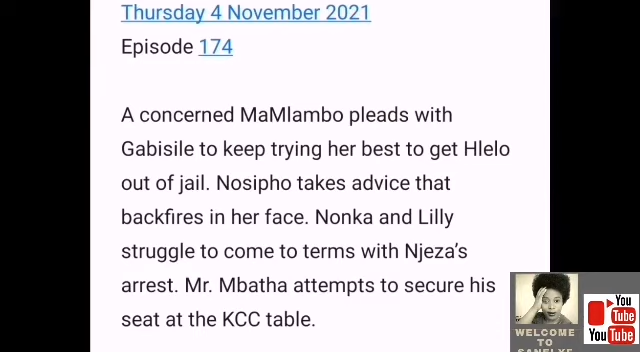 Thursday 4 November 2021
Episode 174
A concerned MaMlambo pleads with
Gabisile to keep trying her best to get Hlelo
out of jail. Nosipho takes advice that
backfires in her face. Nonka and Lilly
struggle to come to terms with Njeza’s
arrest. Mr. Mbatha attempts to secure his
seat at the KCC table.
You
Tube
YouTube
WELCOME
TO